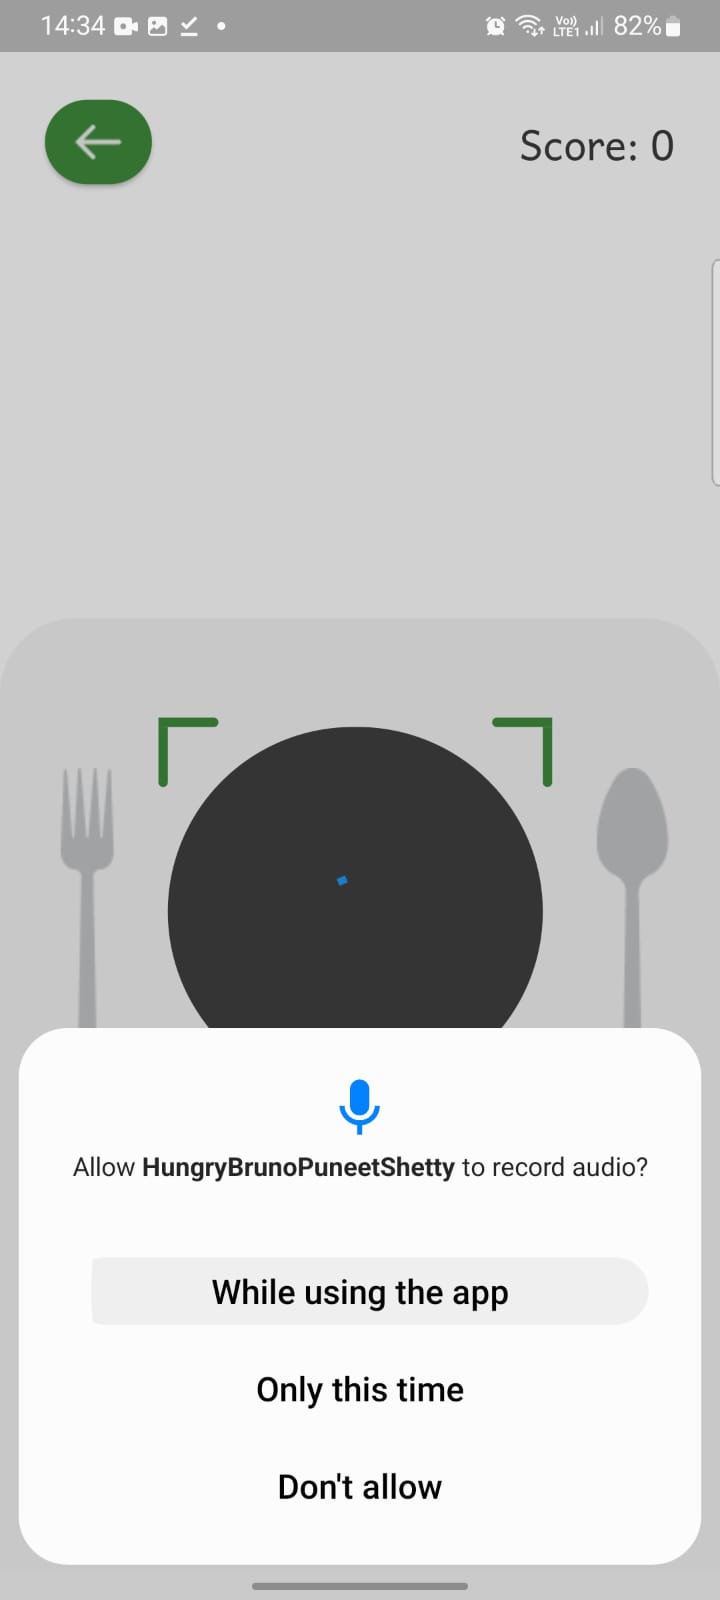 14:34 Vo)) LTE1 82%
Score: 0
Allow HungryBrunoPuneetShetty to record audio?
While using the app
Only this time
Don't allow